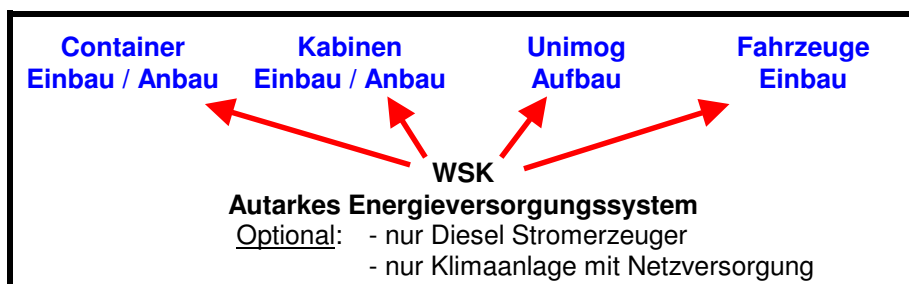 Container Kabinen Unimog Fahrzeuge
Einbau / Anbau Einbau / Anbau Aufbau Einbau
WSK
Autarkes Energieversorgungssystem
Optional: - nur Diesel Stromerzeuger
- nur Klimaanlage mit Netzversorgung